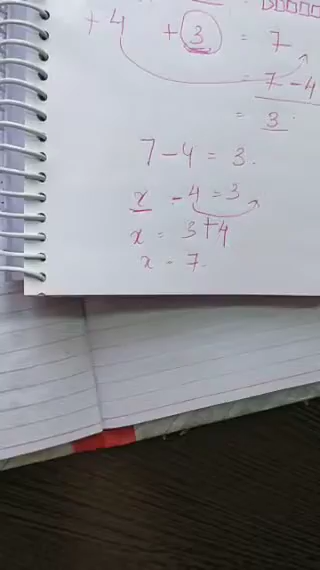 +4 +3 = 7
= 7 - 4
= 3.
7 - 4 = 3.
x - 4 = 3
x = 3 + 4
x = 7.